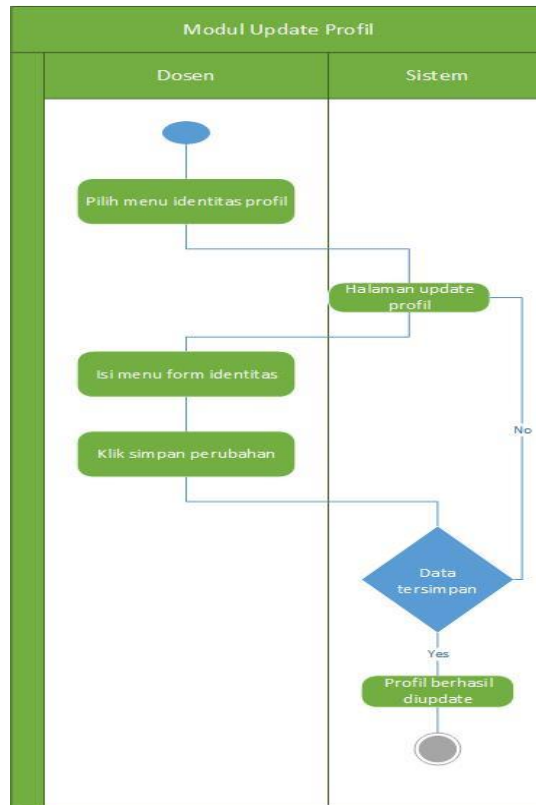 Modul Update Profil
Dosen
Sistem
Pilih menu identitas profil
Halaman update
profil
Isi menu form identitas
Klik simpan perubahan
No
Data
tersimpan
Yes
Profil berhasil
diupdate